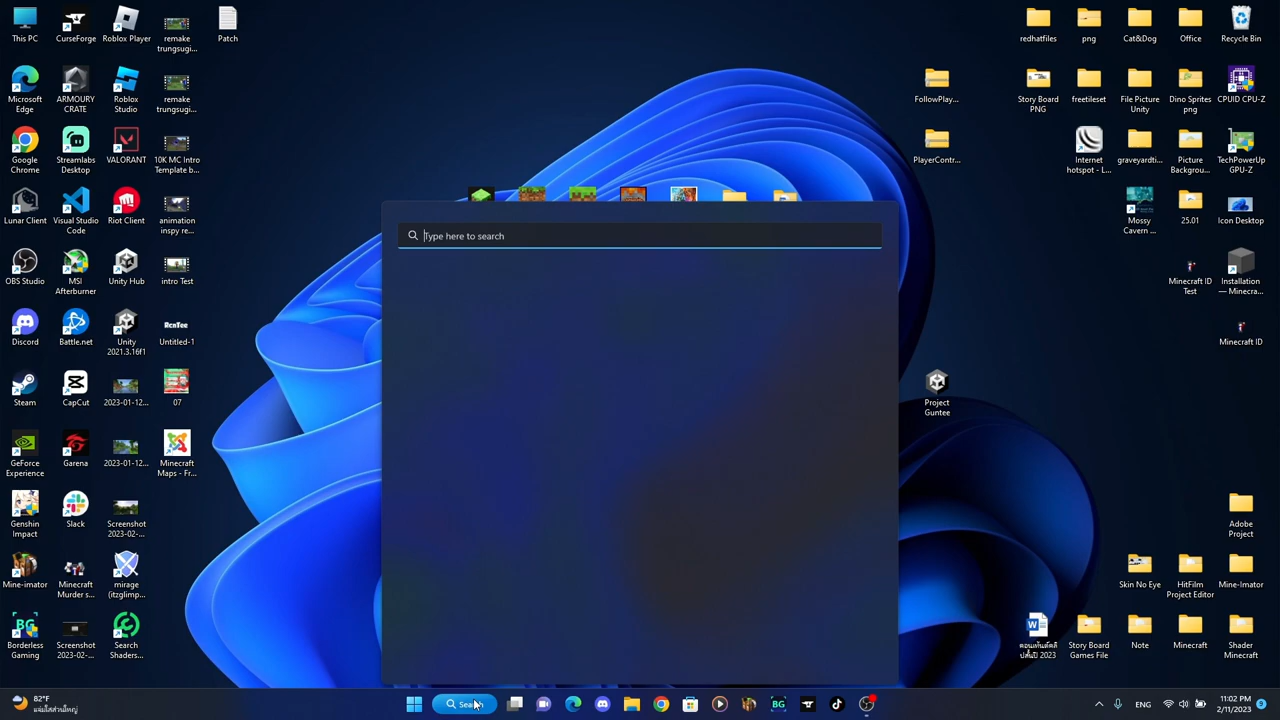 This PC
CurseForge
Roblox Player
remake
trungsugi...
Patch
Microsoft
Edge
ARMOURY
CRATE
Roblox
Studio
remake
trungsugi...
Google
Chrome
Streamlabs
Desktop
VALORANT
10K MC Intro
Template b...
Lunar Client
Visual Studio
Code
Riot Client
animation
inspy re...
OBS Studio
MSI
Afterburner
Unity Hub
intro Test
Discord
Battle.net
Unity
2021.3.16f1
RcnTee
Untitled-1
Steam
CapCut
2023-01-12...
07
GeForce
Experience
Garena
2023-01-12...
Minecraft
Maps - Fr...
Genshin
Impact
Slack
Screenshot
2023-02-...
Mine-imator
Minecraft
Murder s...
mirage
(itzglimp...
BG
Borderless
Gaming
Screenshot
2023-02-...
Search
Shaders...
Type here to search
redhatfiles
png
Cat&Dog
Office
Recycle Bin
FollowPlay...
Story Board
PNG
freetileset
File Picture
Unity
Dino Sprites
png
CPUID CPU-Z
PlayerContr...
Internet
hotspot - L...
graveyardti...
Picture
Backgroun...
TechPowerUp
GPU-Z
Mossy
Cavern ...
25.01
Icon Desktop
Minecraft ID
Test
Installation
— Minecra...
Minecraft ID
Project
Guntee
Adobe
Project
Skin No Eye
HitFilm
Project Editor
Mine-Imator
2023
Story Board
Games File
Note
Minecraft
Shader
Minecraft
82°F
Search
BG
ENG
11:02 PM
2/11/2023